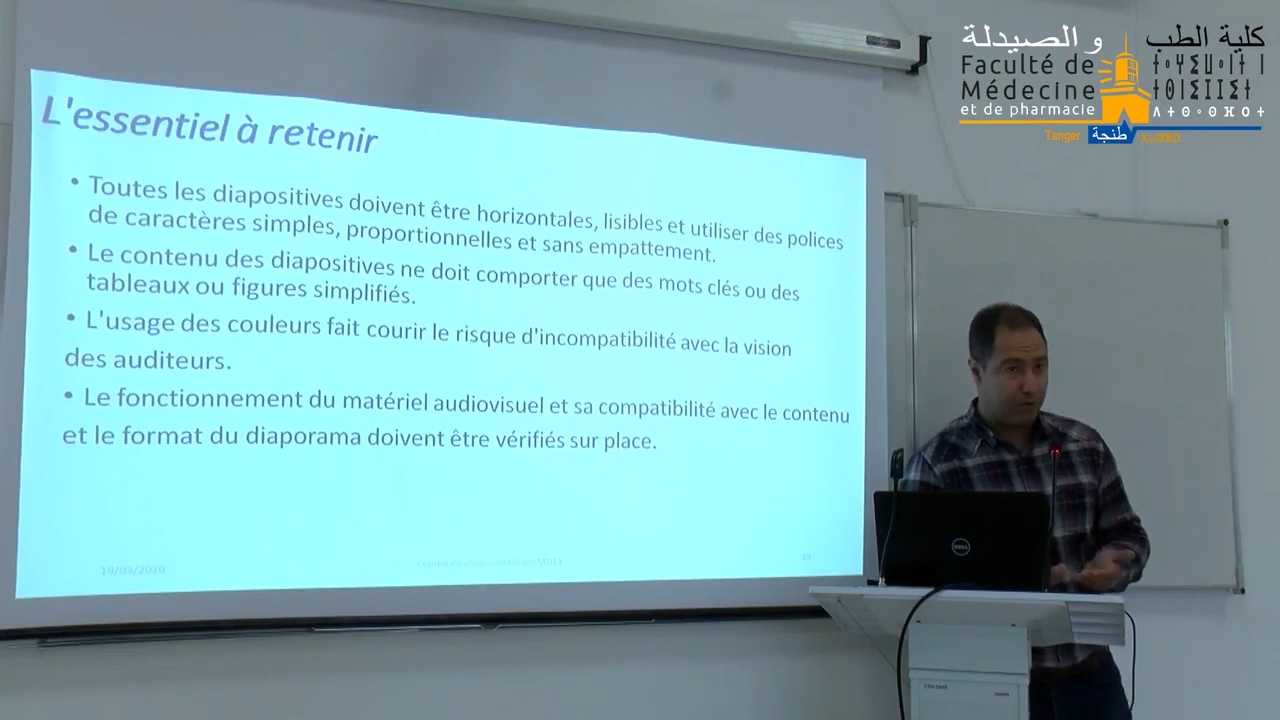 L'essentiel à retenir
• Toutes les diapositives doivent être horizontales, lisibles et utiliser des polices
de caractères simples, proportionnelles et sans empattement.
• Le contenu des diapositives ne doit comporter que des mots clés ou des
tableaux ou figures simplifiés.
• L'usage des couleurs fait courir le risque d'incompatibilité avec la vision
des auditeurs.
• Le fonctionnement du matériel audiovisuel et sa compatibilité avec le contenu
et le format du diaporama doivent être vérifiés sur place.
19/03/2020
كلية الطب و الصيدلة
Faculté de
Médecine
et de pharmacie
Tanger
طنجة
DELL